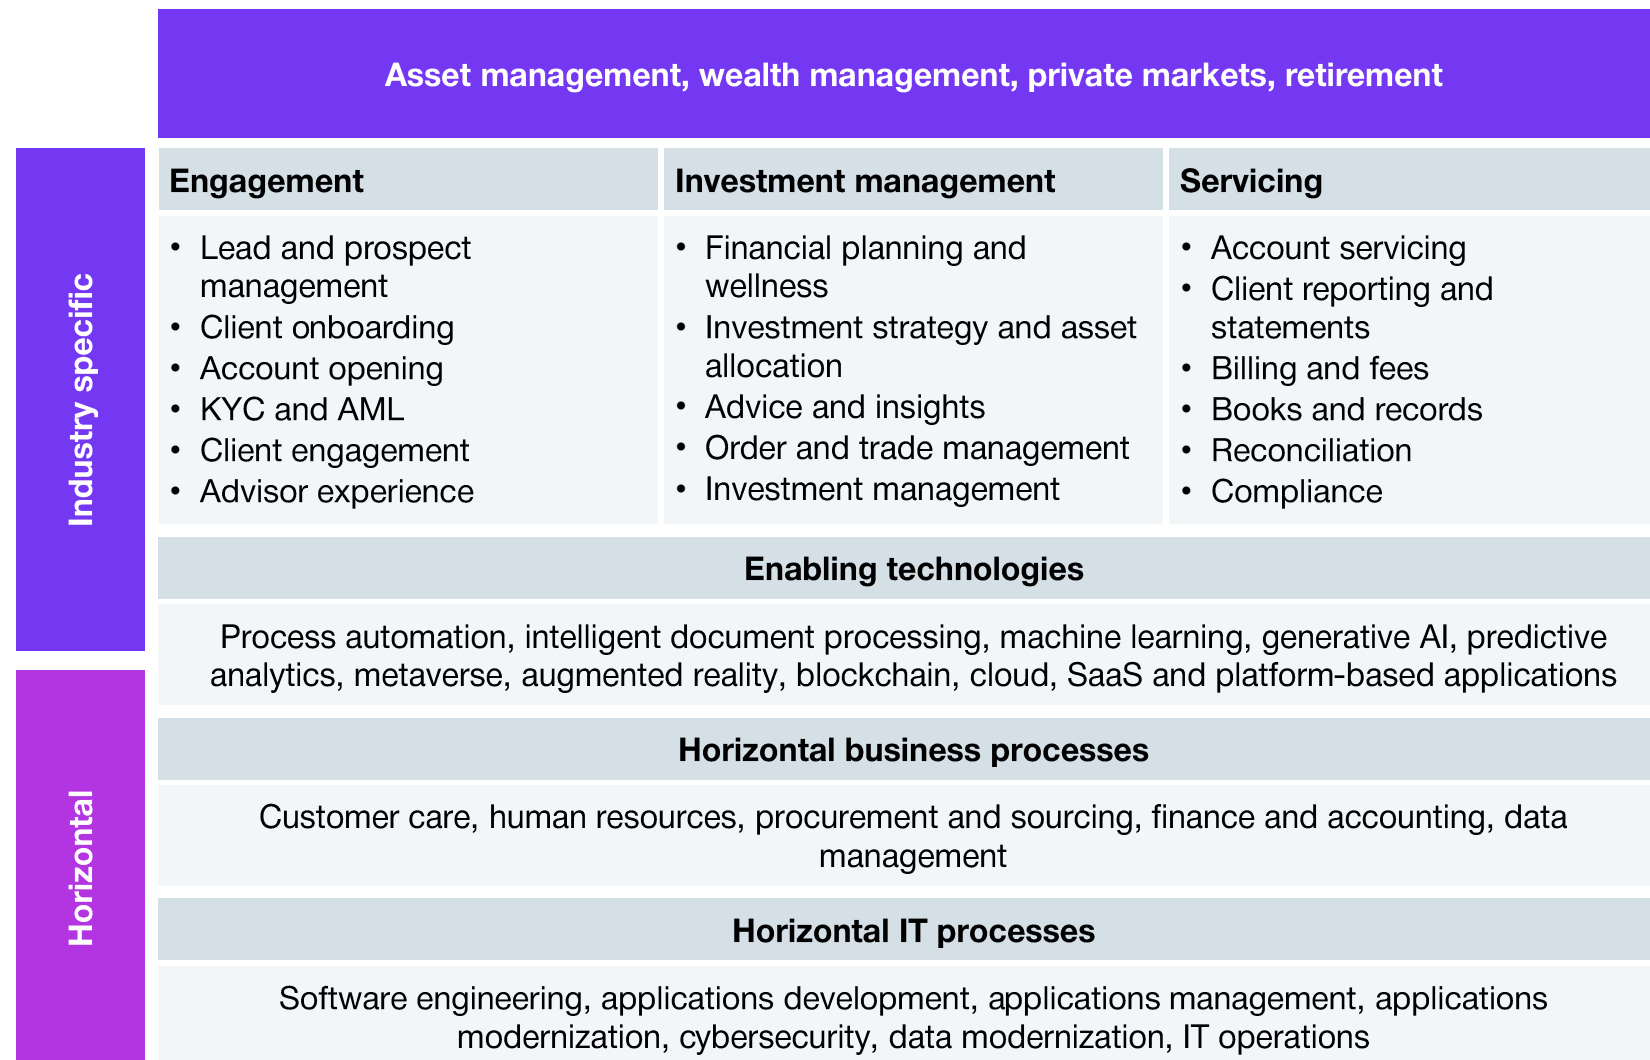 Asset management, wealth management, private markets, retirement
Industry specific
Engagement
• Lead and prospect
management
• Client onboarding
• Account opening
• KYC and AML
• Client engagement
• Advisor experience
Investment management
• Financial planning and
wellness
• Investment strategy and asset
allocation
• Advice and insights
• Order and trade management
• Investment management
Servicing
• Account servicing
• Client reporting and
statements
• Billing and fees
• Books and records
• Reconciliation
• Compliance
Enabling technologies
Process automation, intelligent document processing, machine learning, generative AI, predictive
analytics, metaverse, augmented reality, blockchain, cloud, SaaS and platform-based applications
Horizontal
Horizontal business processes
Customer care, human resources, procurement and sourcing, finance and accounting, data
management
Horizontal IT processes
Software engineering, applications development, applications management, applications
modernization, cybersecurity, data modernization, IT operations